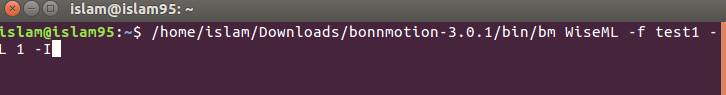 islam@islam95: ~
islam@islam95:~$ /home/islam/Downloads/bonnmotion-3.0.1/bin/bm WiseML -f test1 -
L 1 -I